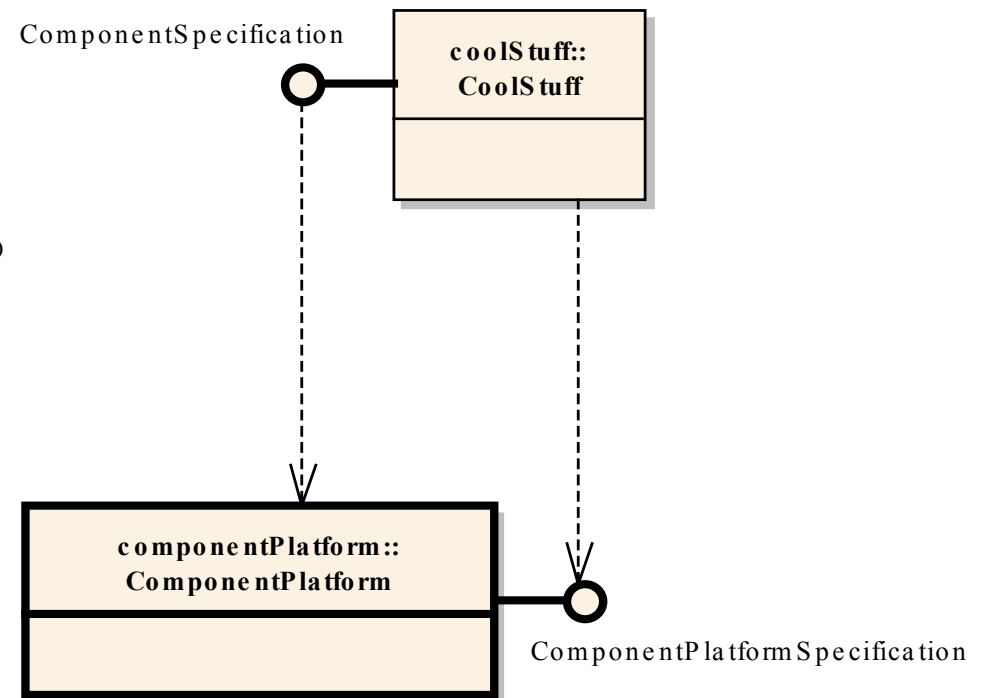 ComponentSpecification
coolStuff::
CoolStuff
componentPlatform::
ComponentPlatform
ComponentPlatformSpecification